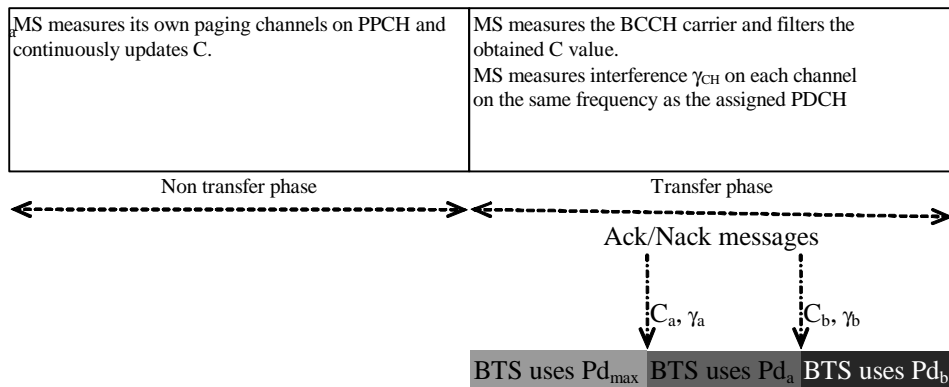 a
MS measures its own paging channels on PPCH and
continuously updates C.
MS measures the BCCH carrier and filters the
obtained C value.
MS measures interference γCH on each channel
on the same frequency as the assigned PDCH
Non transfer phase
Transfer phase
Ack/Nack messages
Ca, γa
Cb, γb
BTS uses Pdmax
BTS uses Pda
BTS uses Pdb